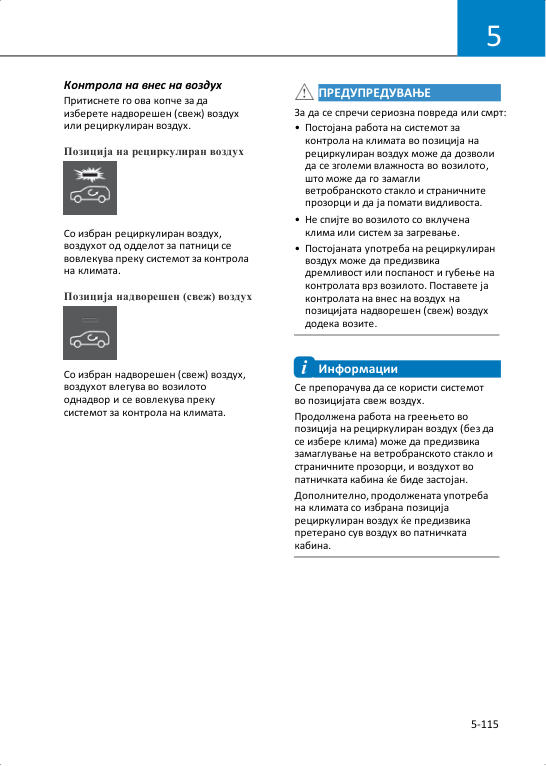 5
Контрола на внес на воздух
Притиснете го ова копче за да
изберете надворешен (свеж) воздух
или рециркулиран воздух.
Позиција на рециркулиран воздух
Со избран рециркулиран воздух,
воздухот од одделот за патници се
вовлекува преку системот за контрола
на климата.
Позиција надворешен (свеж) воздух
Со избран надворешен (свеж) воздух,
воздухот влегува во возилото
однадвор и се вовлекува преку
системот за контрола на климата.
ПРЕДУПРЕДУВАЊЕ
За да се спречи сериозна повреда или смрт:
• Постојана работа на системот за
контрола на климата во позиција на
рециркулиран воздух може да дозволи
да се зголеми влажноста во возилото,
што може да го замагли
ветробранското стакло и страничните
прозорци и да ја помати видливоста.
• Не спијте во возилото со вклучена
клима или систем за загревање.
• Постојаната употреба на рециркулиран
воздух може да предизвика
дремливост или поспаност и губење на
контролата врз возилото. Поставете ја
контролата на внес на воздух на
позицијата надворешен (свеж) воздух
додека возите.
i Информации
Се препорачува да се користи системот
во позицијата свеж воздух.
Продолжена работа на греењето во
позиција на рециркулиран воздух (без да
се избере клима) може да предизвика
замаглување на ветробранското стакло и
страничните прозорци, и воздухот во
патничката кабина ќе биде застојан.
Дополнително, продолжената употреба
на климата со избрана позиција
рециркулиран воздух ќе предизвика
претерано сув воздух во патничката
кабина.
5-115